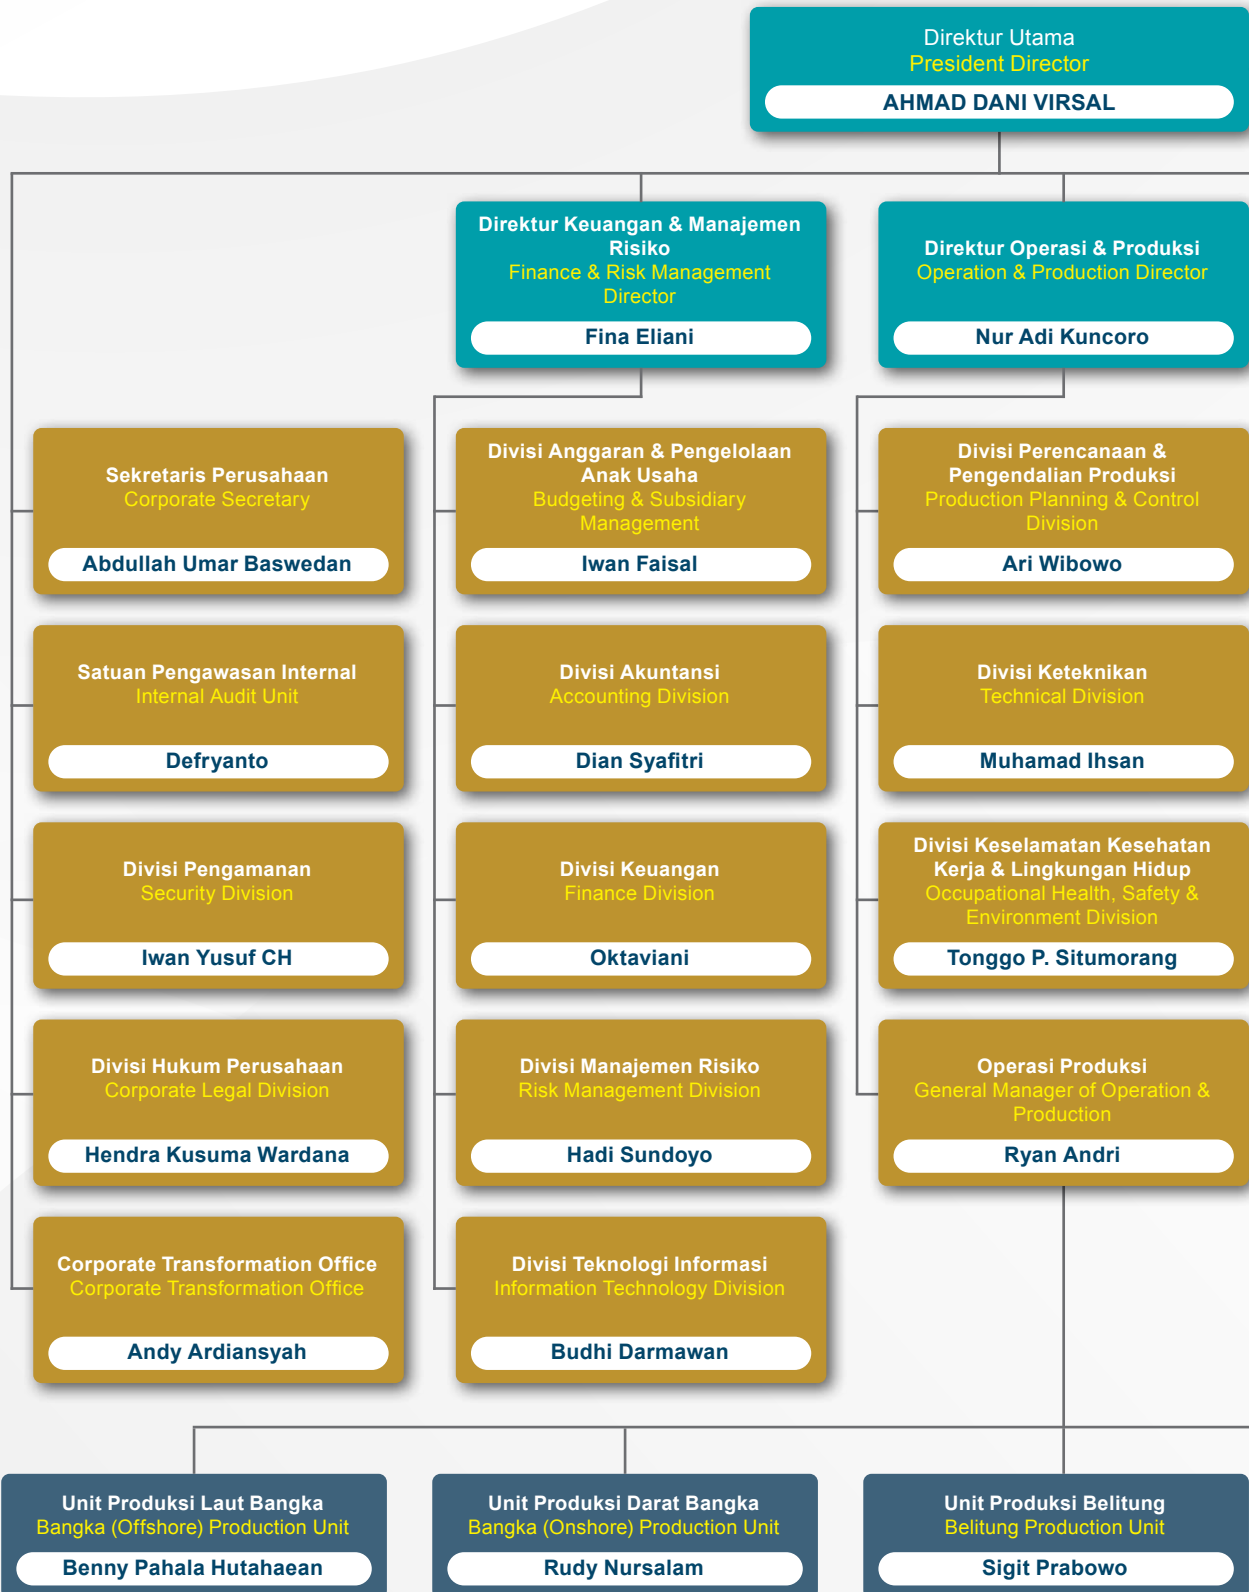 Direktur Utama
President Director
AHMAD DANI VIRSAL
Direktur Keuangan & Manajemen
Risiko
Finance & Risk Management
Director
Fina Eliani
Direktur Operasi & Produksi
Operation & Production Director
Nur Adi Kuncoro
Sekretaris Perusahaan
Corporate Secretary
Abdullah Umar Baswedan
Divisi Anggaran & Pengelolaan
Anak Usaha
Budgeting & Subsidiary
Management
Iwan Faisal
Divisi Perencanaan &
Pengendalian Produksi
Production Planning & Control
Division
Ari Wibowo
Satuan Pengawasan Internal
Internal Audit Unit
Defryanto
Divisi Akuntansi
Accounting Division
Dian Syafitri
Divisi Keteknikan
Technical Division
Muhamad Ihsan
Divisi Pengamanan
Security Division
Iwan Yusuf CH
Divisi Keuangan
Finance Division
Oktaviani
Divisi Keselamatan Kesehatan
Kerja & Lingkungan Hidup
Occupational Health, Safety &
Environment Division
Tonggo P. Situmorang
Divisi Hukum Perusahaan
Corporate Legal Division
Hendra Kusuma Wardana
Divisi Manajemen Risiko
Risk Management Division
Hadi Sundoyo
Operasi Produksi
General Manager of Operation &
Production
Ryan Andri
Corporate Transformation Office
Corporate Transformation Office
Andy Ardiansyah
Divisi Teknologi Informasi
Information Technology Division
Budhi Darmawan
Unit Produksi Laut Bangka
Bangka (Offshore) Production Unit
Benny Pahala Hutahaean
Unit Produksi Darat Bangka
Bangka (Onshore) Production Unit
Rudy Nursalam
Unit Produksi Belitung
Belitung Production Unit
Sigit Prabowo